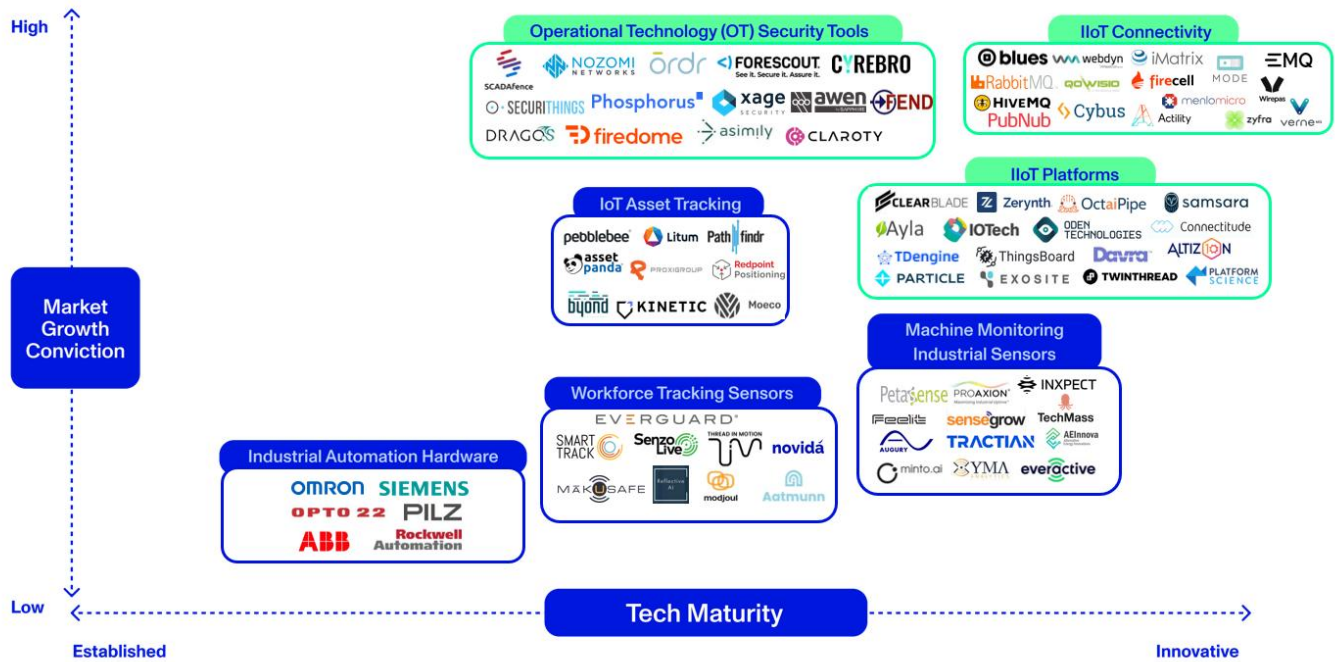 High
Operational Technology (OT) Security Tools
SCADAfence
NOZOMI
NETWORKS
ordr
FORESCOUT.
See it. Secure it. Assure it.
CYREBRO
SECURITHINGS
Phosphorus
xage
SECURITY
awen
FEND
DRAGOS
firedome
asimily
CLAROTY
IIoT Connectivity
blues
webdyn
iMatrix
MODE
EMQ
RabbitMQ
QOWISIO
firecell
Wirepas
HIVEMQ
PubNub
Cybus
Actility
menlomicro
zyfra
verne
IoT Asset Tracking
pebblebee
Litum
Path findr
asset
panda
PROXIGROUP
Redpoint
Positioning
byond
KINETIC
Moeco
IIoT Platforms
CLEARBLADE
Zerynth
OctaiPipe
samsara
Ayla
IOTech
ODEN
TECHNOLOGIES
Connectitude
TDengine
ThingsBoard
Davra
ALTIZON
PARTICLE
EXOSITE
TWINTHREAD
PLATFORM
SCIENCE
Market
Growth
Conviction
Machine Monitoring
Industrial Sensors
Petasense
PROAXION
INXPECT
Feelit
sensegrow
TechMass
AUGURY
TRACTIAN
AEInnova
minto.ai
XYMA
ANALYTICS
everactive
Workforce Tracking Sensors
EVERGUARD
SMART
TRACK
Senzo
Live
THREAD IN MOTION
novidá
MĀKUSAFE
Reflective
AI
modjoul
Aatmunn
Industrial Automation Hardware
OMRON
SIEMENS
OPTO 22
PILZ
ABB
Rockwell
Automation
Low
Tech Maturity
Established
Innovative